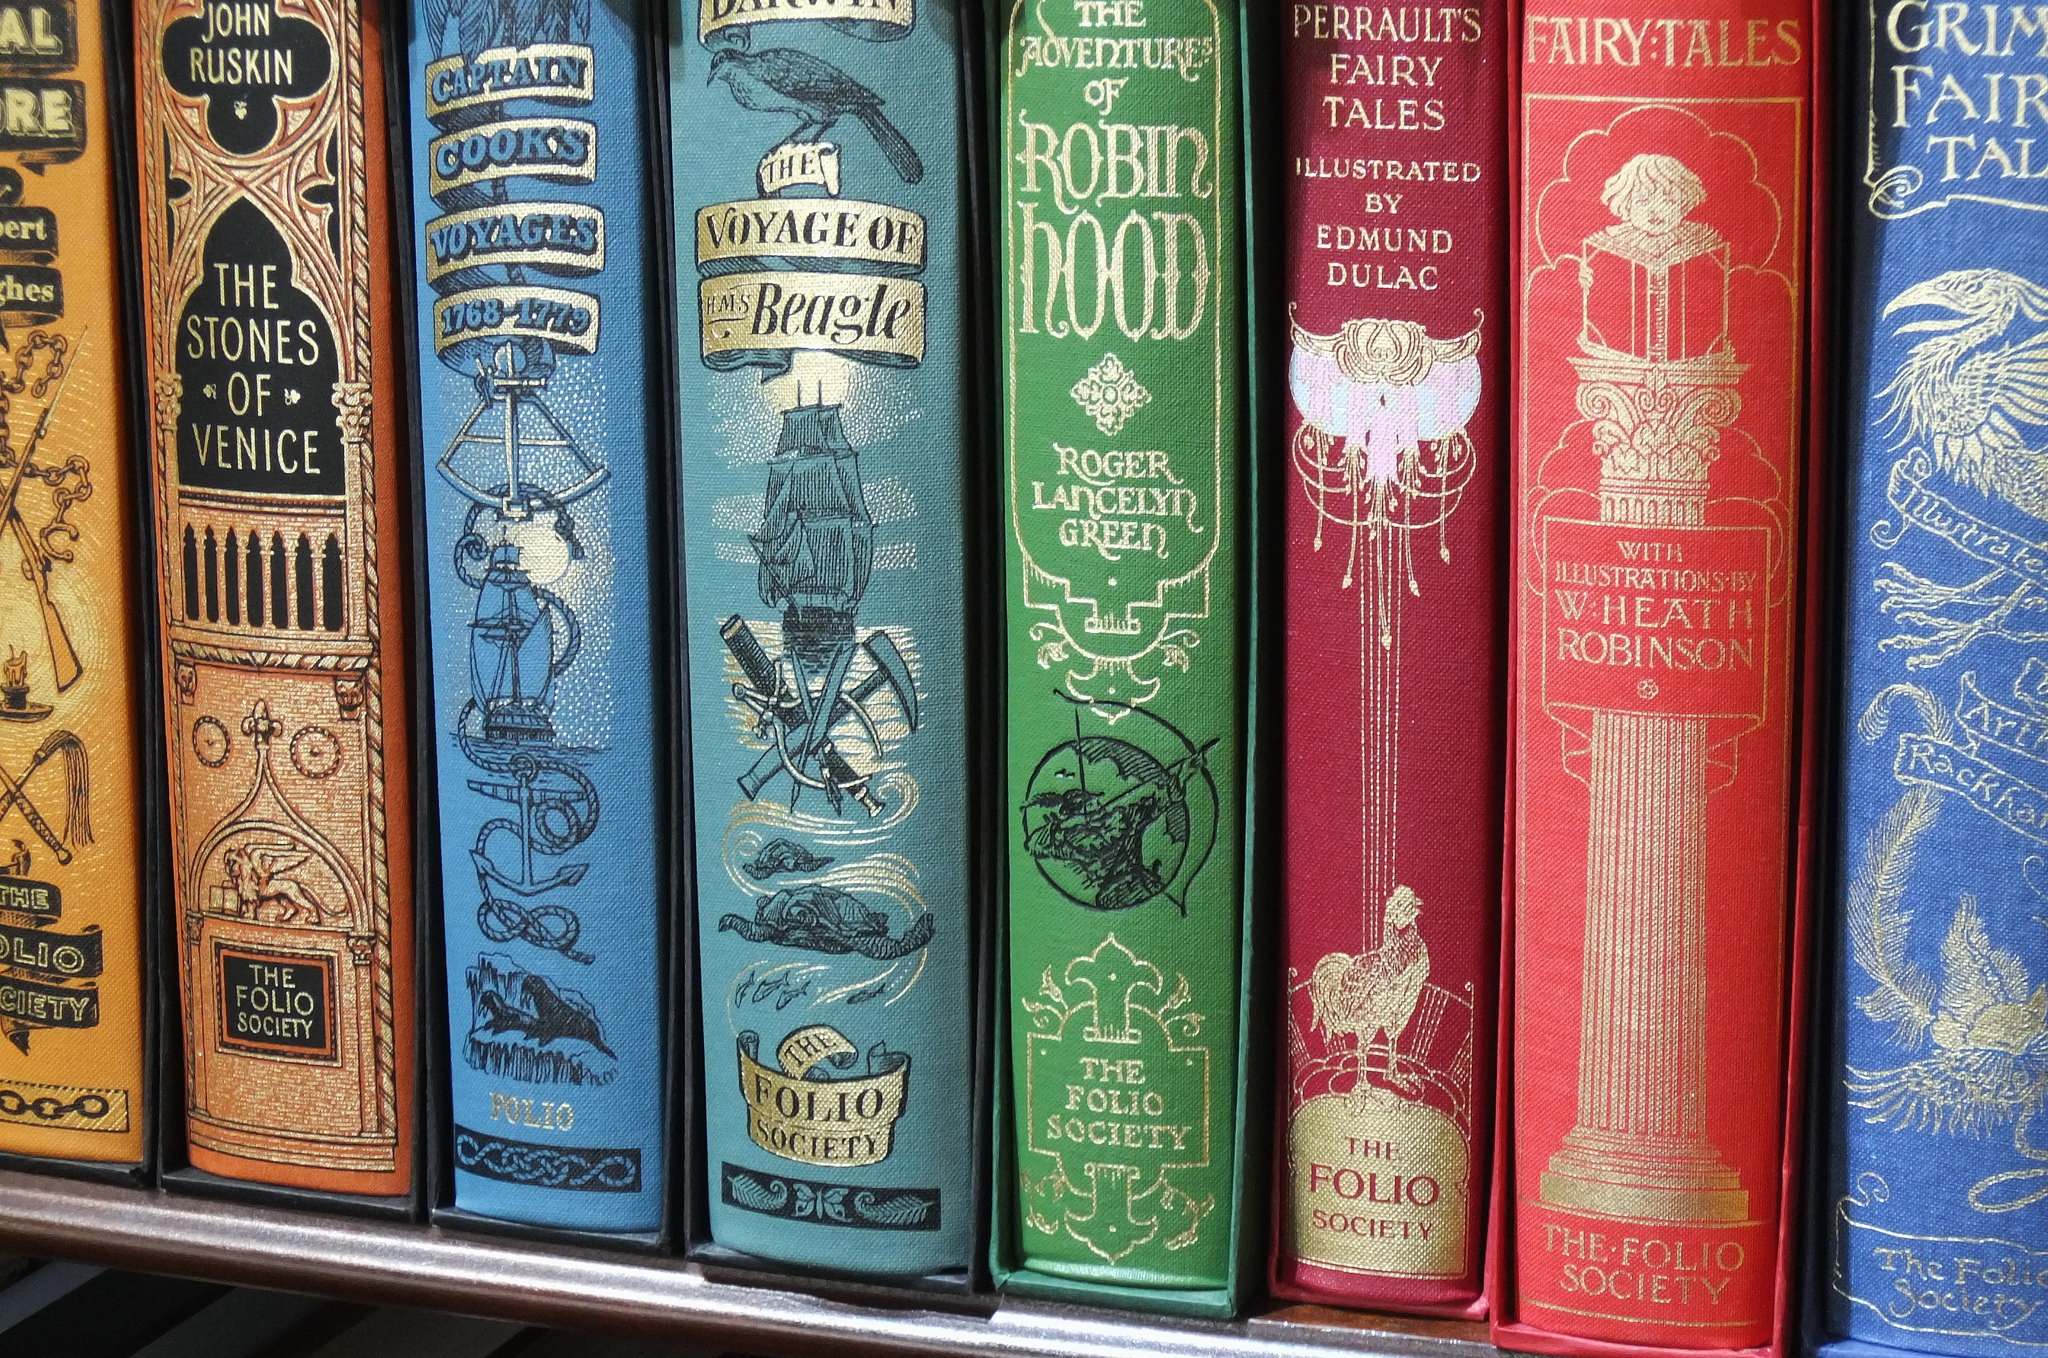 JOHN
RUSKIN
THE
STONES
OF
VENICE
THE
FOLIO
SOCIETY
CAPTAIN
COOK'S
VOYAGES
1768-1779
FOLIO
DARWIN
THE
VOYAGE OF
HMS Beagle
THE
FOLIO
SOCIETY
THE
ADVENTURES
OF
ROBIN
HOOD
ROGER
LANCELYN
GREEN
THE
FOLIO
SOCIETY
PERRAULT'S
FAIRY
TALES
ILLUSTRATED
BY
EDMUND
DULAC
THE
FOLIO
SOCIETY
FAIRY·TALES
WITH
ILLUSTRATIONS·BY
W·HEATH
ROBINSON
THE·FOLIO
SOCIETY
The Folio
Society